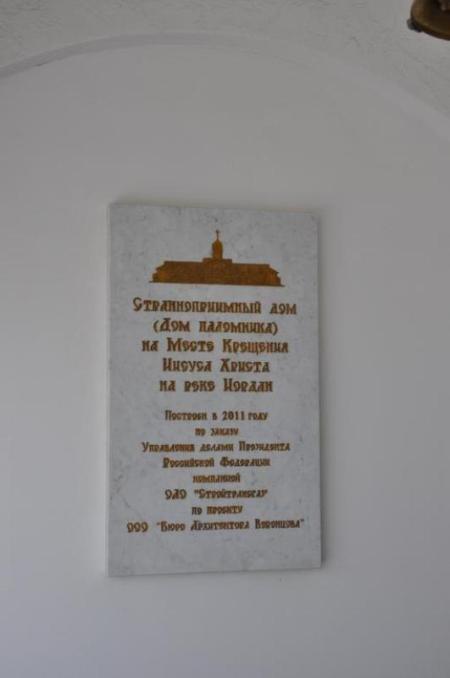 Странноприимный дом
(Дом паломника)
на Месте Крещения
Иисуса Христа
на реке Иордан
Построен в 2011 году
по заказу
Управления делами Президента
Российской Федерации
компанией
ОАО "Стройтрансгаз"
по проекту
ООО "Бюро Архитектора Воронцова"